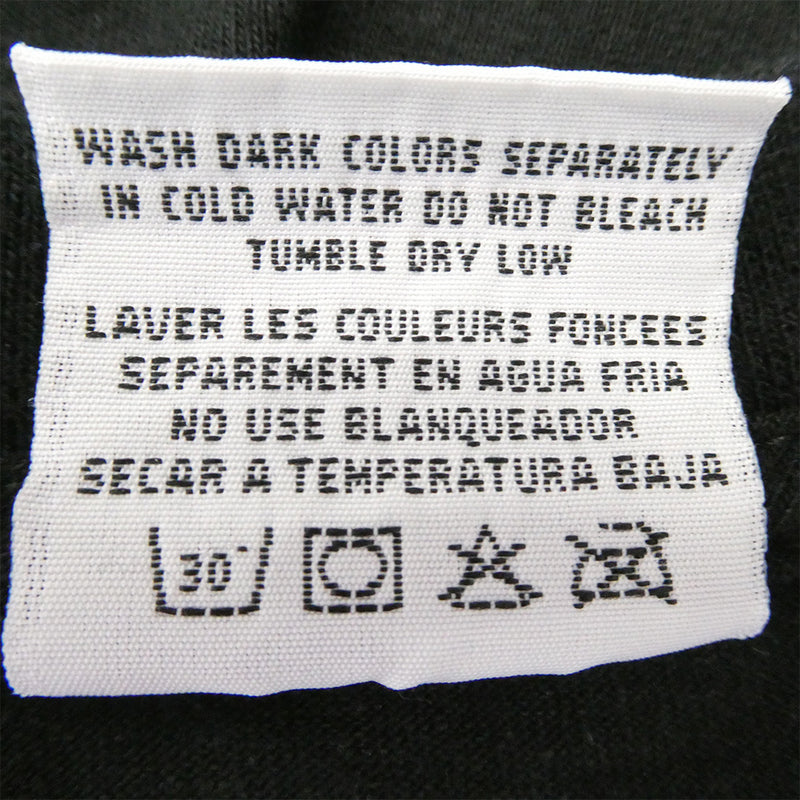 WASH DARK COLORS SEPARATELY
IN COLD WATER DO NOT BLEACH
TUMBLE DRY LOW
LAVER LES COULEURS FONCEES
SEPAREMENT EN AGUA FRIA
NO USE BLANQUEADOR
SECAR A TEMPERATURA BAJA
30°